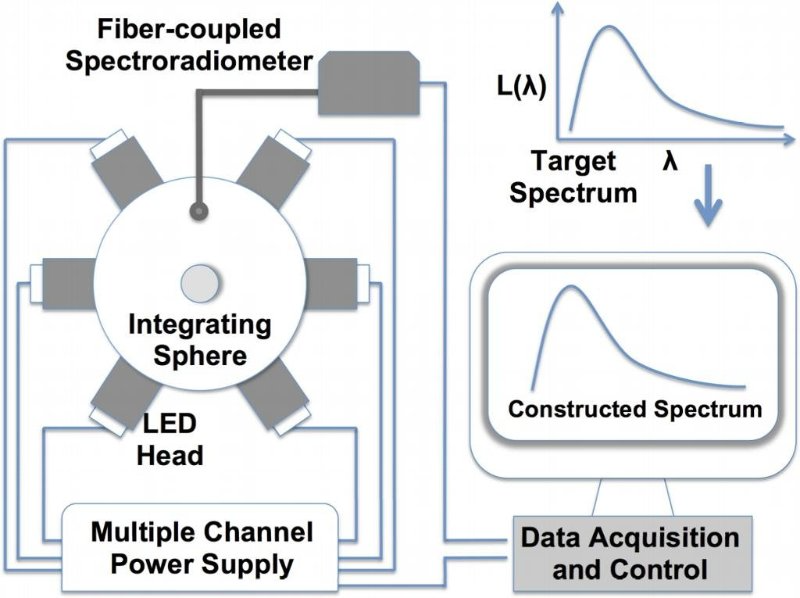 Fiber-coupled
Spectroradiometer
L(λ)
Target λ
Spectrum
Integrating
Sphere
LED
Head
Constructed Spectrum
Multiple Channel
Power Supply
Data Acquisition
and Control